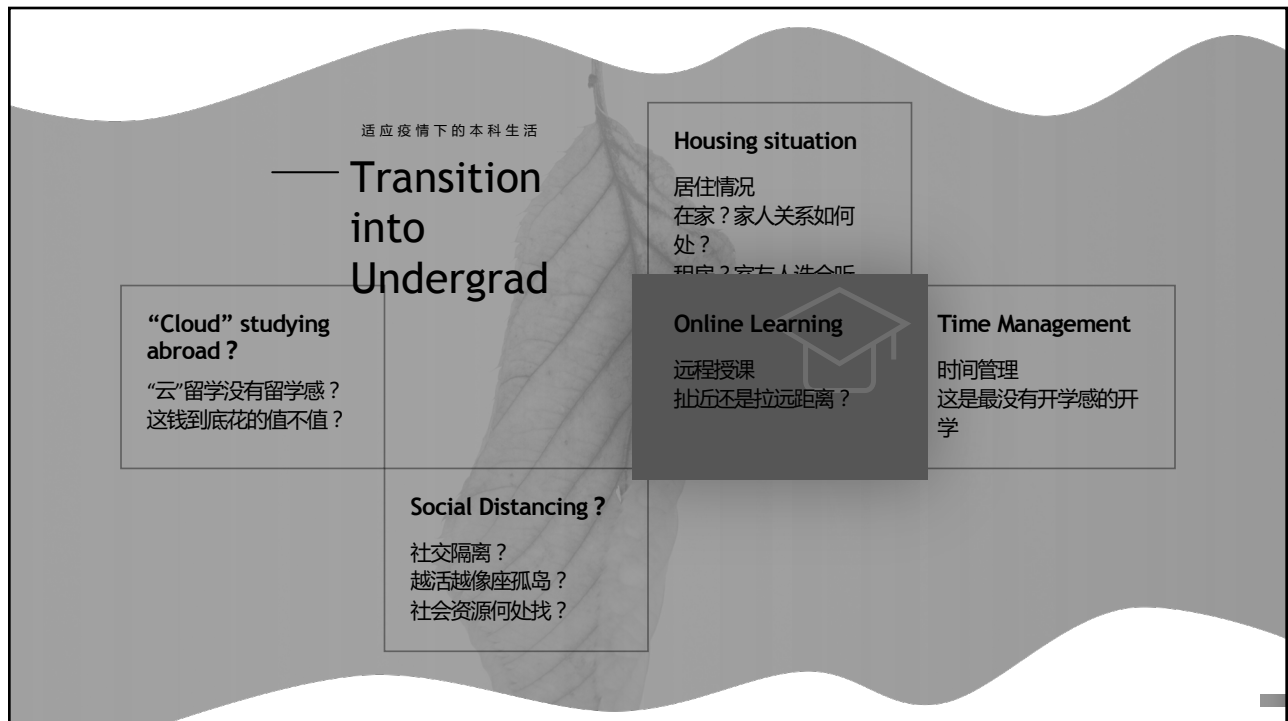 适应疫情下的本科生活
Transition
into
Undergrad
Housing situation
居住情况
在家？家人关系如何
处？
“Cloud” studying
abroad？
“云”留学没有留学感？
这钱到底花的值不值？
Online Learning
远程授课
扯近还是拉远距离？
Time Management
时间管理
这是最没有开学感的开
学
Social Distancing？
社交隔离？
越活越像座孤岛？
社会资源何处找？